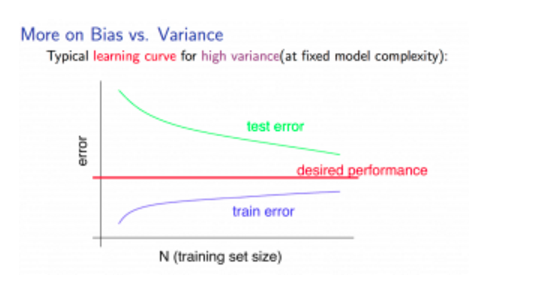 More on Bias vs. Variance
Typical learning curve for high variance(at fixed model complexity):
error
test error
desired performance
train error
N (training set size)